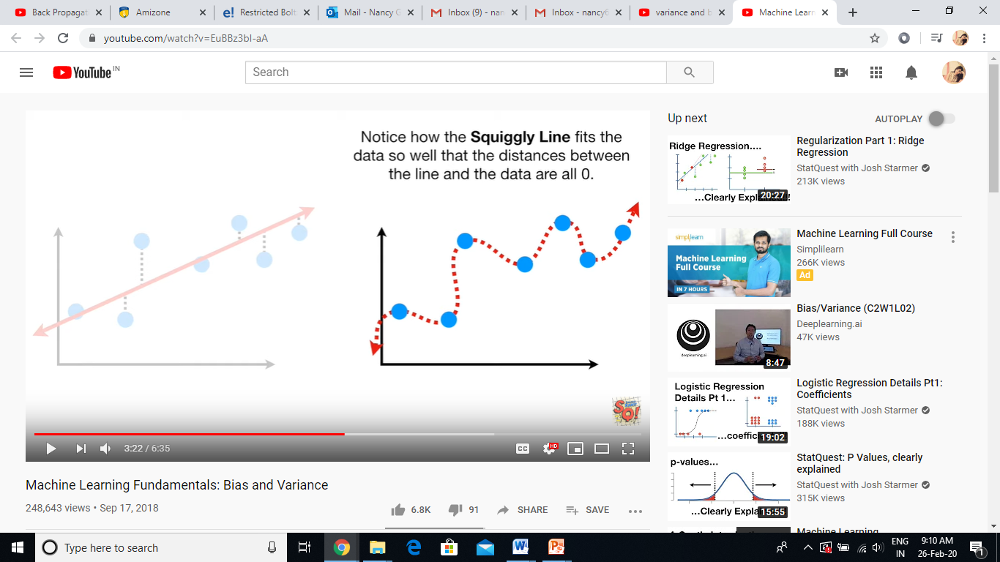 Back Propagat
Amizone
Restricted Bolt
Mail - Nancy G
Inbox (9) - nan
Inbox - nancy6
variance and b
Machine Learn
youtube.com/watch?v=EuBBz3bI-aA
YouTube IN
Search
Notice how the Squiggly Line fits the
data so well that the distances between
the line and the data are all 0.
SQ!
3:22 / 6:35
CC
HD
Machine Learning Fundamentals: Bias and Variance
248,643 views • Sep 17, 2018
6.8K
91
SHARE
SAVE
Up next
AUTOPLAY
Ridge Regression....
...Clearly Expl
20:27
Regularization Part 1: Ridge
Regression
StatQuest with Josh Starmer
213K views
simplilearn
Machine Learning
Full Course
IN 7 HOURS
Machine Learning Full Course
Simplilearn
266K views
Ad
deeplearning.ai
8:47
Bias/Variance (C2W1L02)
Deeplearning.ai
47K views
Logistic Regression
Details Pt 1...
...coeffici
19:02
Logistic Regression Details Pt1:
Coefficients
StatQuest with Josh Starmer
188K views
p-values...
...Clearly Expla
15:55
StatQuest: P Values, clearly
explained
StatQuest with Josh Starmer
315K views
Machine Learning
Type here to search
ENG
IN
9:10 AM
26-Feb-20
1